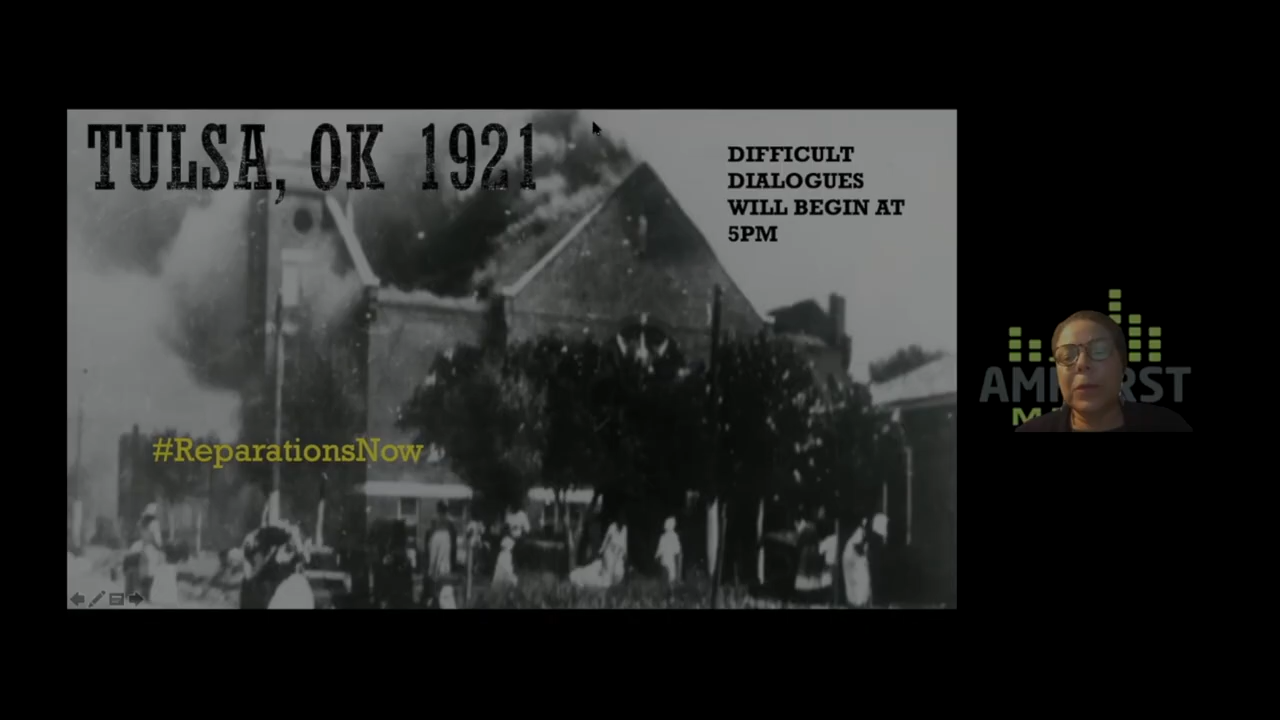 TULSA, OK 1921
DIFFICULT
DIALOGUES
WILL BEGIN AT
5PM
#ReparationsNow